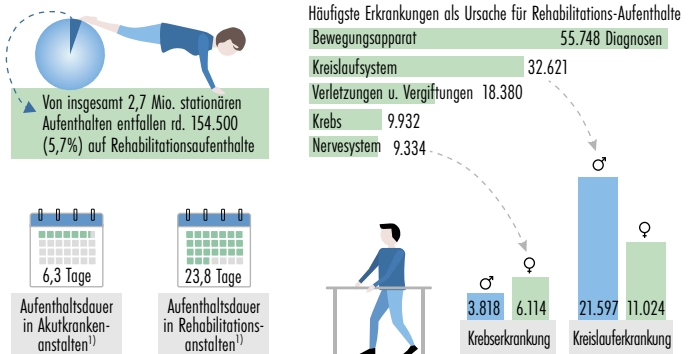 Häufigste Erkrankungen als Ursache für Rehabilitations-Aufenthalte
Bewegungsapparat 55.748 Diagnosen
Kreislaufsystem 32.621
Verletzungen u. Vergiftungen 18.380
Krebs 9.932
Nervesystem 9.334
Von insgesamt 2,7 Mio. stationären
Aufenthalten entfallen rd. 154.500
(5,7%) auf Rehabilitationsaufenthalte
6,3 Tage
Aufenthaltsdauer
in Akutkranken-
anstalten1)
23,8 Tage
Aufenthaltsdauer
in Rehabilitations-
anstalten1)
♂ ♀
3.818 6.114
Krebserkrankung
♂ ♀
21.597 11.024
Kreislauferkrankung